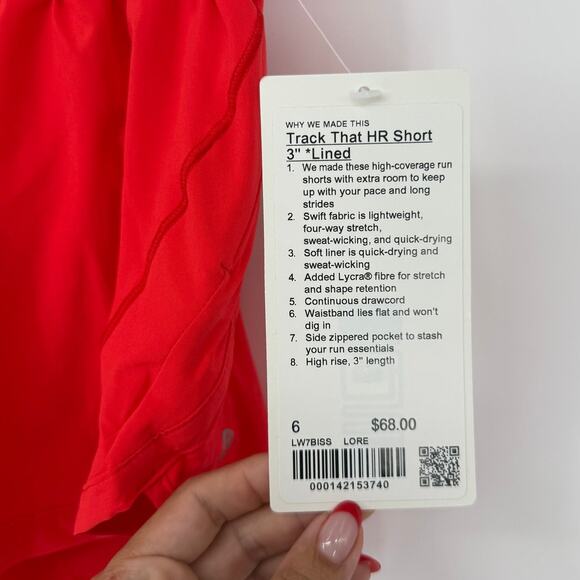 WHY WE MADE THIS
Track That HR Short
3" *Lined
1. We made these high-coverage run
shorts with extra room to keep
up with your pace and long
strides
2. Swift fabric is lightweight,
four-way stretch,
sweat-wicking, and quick-drying
3. Soft liner is quick-drying and
sweat-wicking
4. Added Lycra® fibre for stretch
and shape retention
5. Continuous drawcord
6. Waistband lies flat and won't
dig in
7. Side zippered pocket to stash
your run essentials
8. High rise, 3" length
6 $68.00
LW7BISS LORE
000142153740